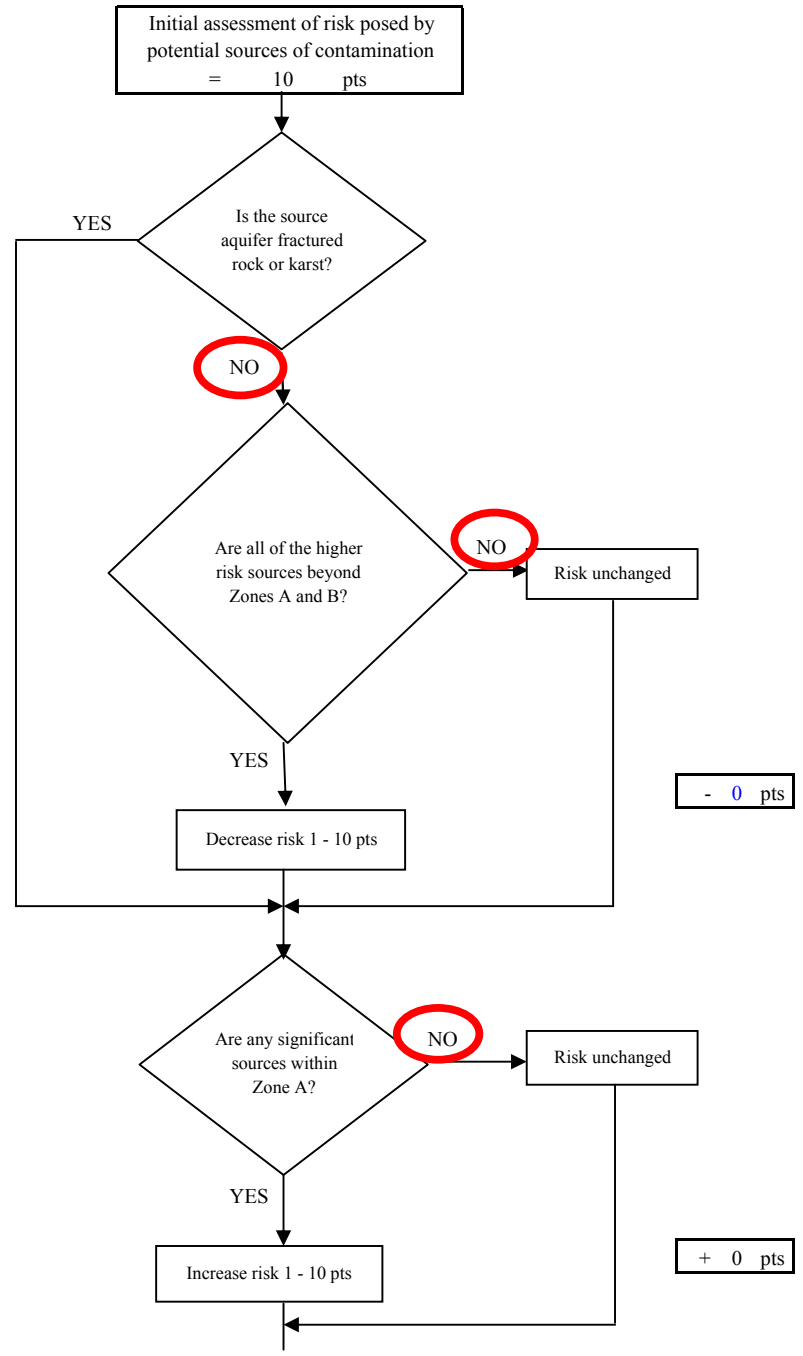 Initial assessment of risk posed by
potential sources of contamination
= 10 pts
YES
Is the source
aquifer fractured
rock or karst?
NO
Are all of the higher
risk sources beyond
Zones A and B?
NO
Risk unchanged
YES
- 0 pts
Decrease risk 1 - 10 pts
Are any significant
sources within
Zone A?
NO
Risk unchanged
YES
+ 0 pts
Increase risk 1 - 10 pts